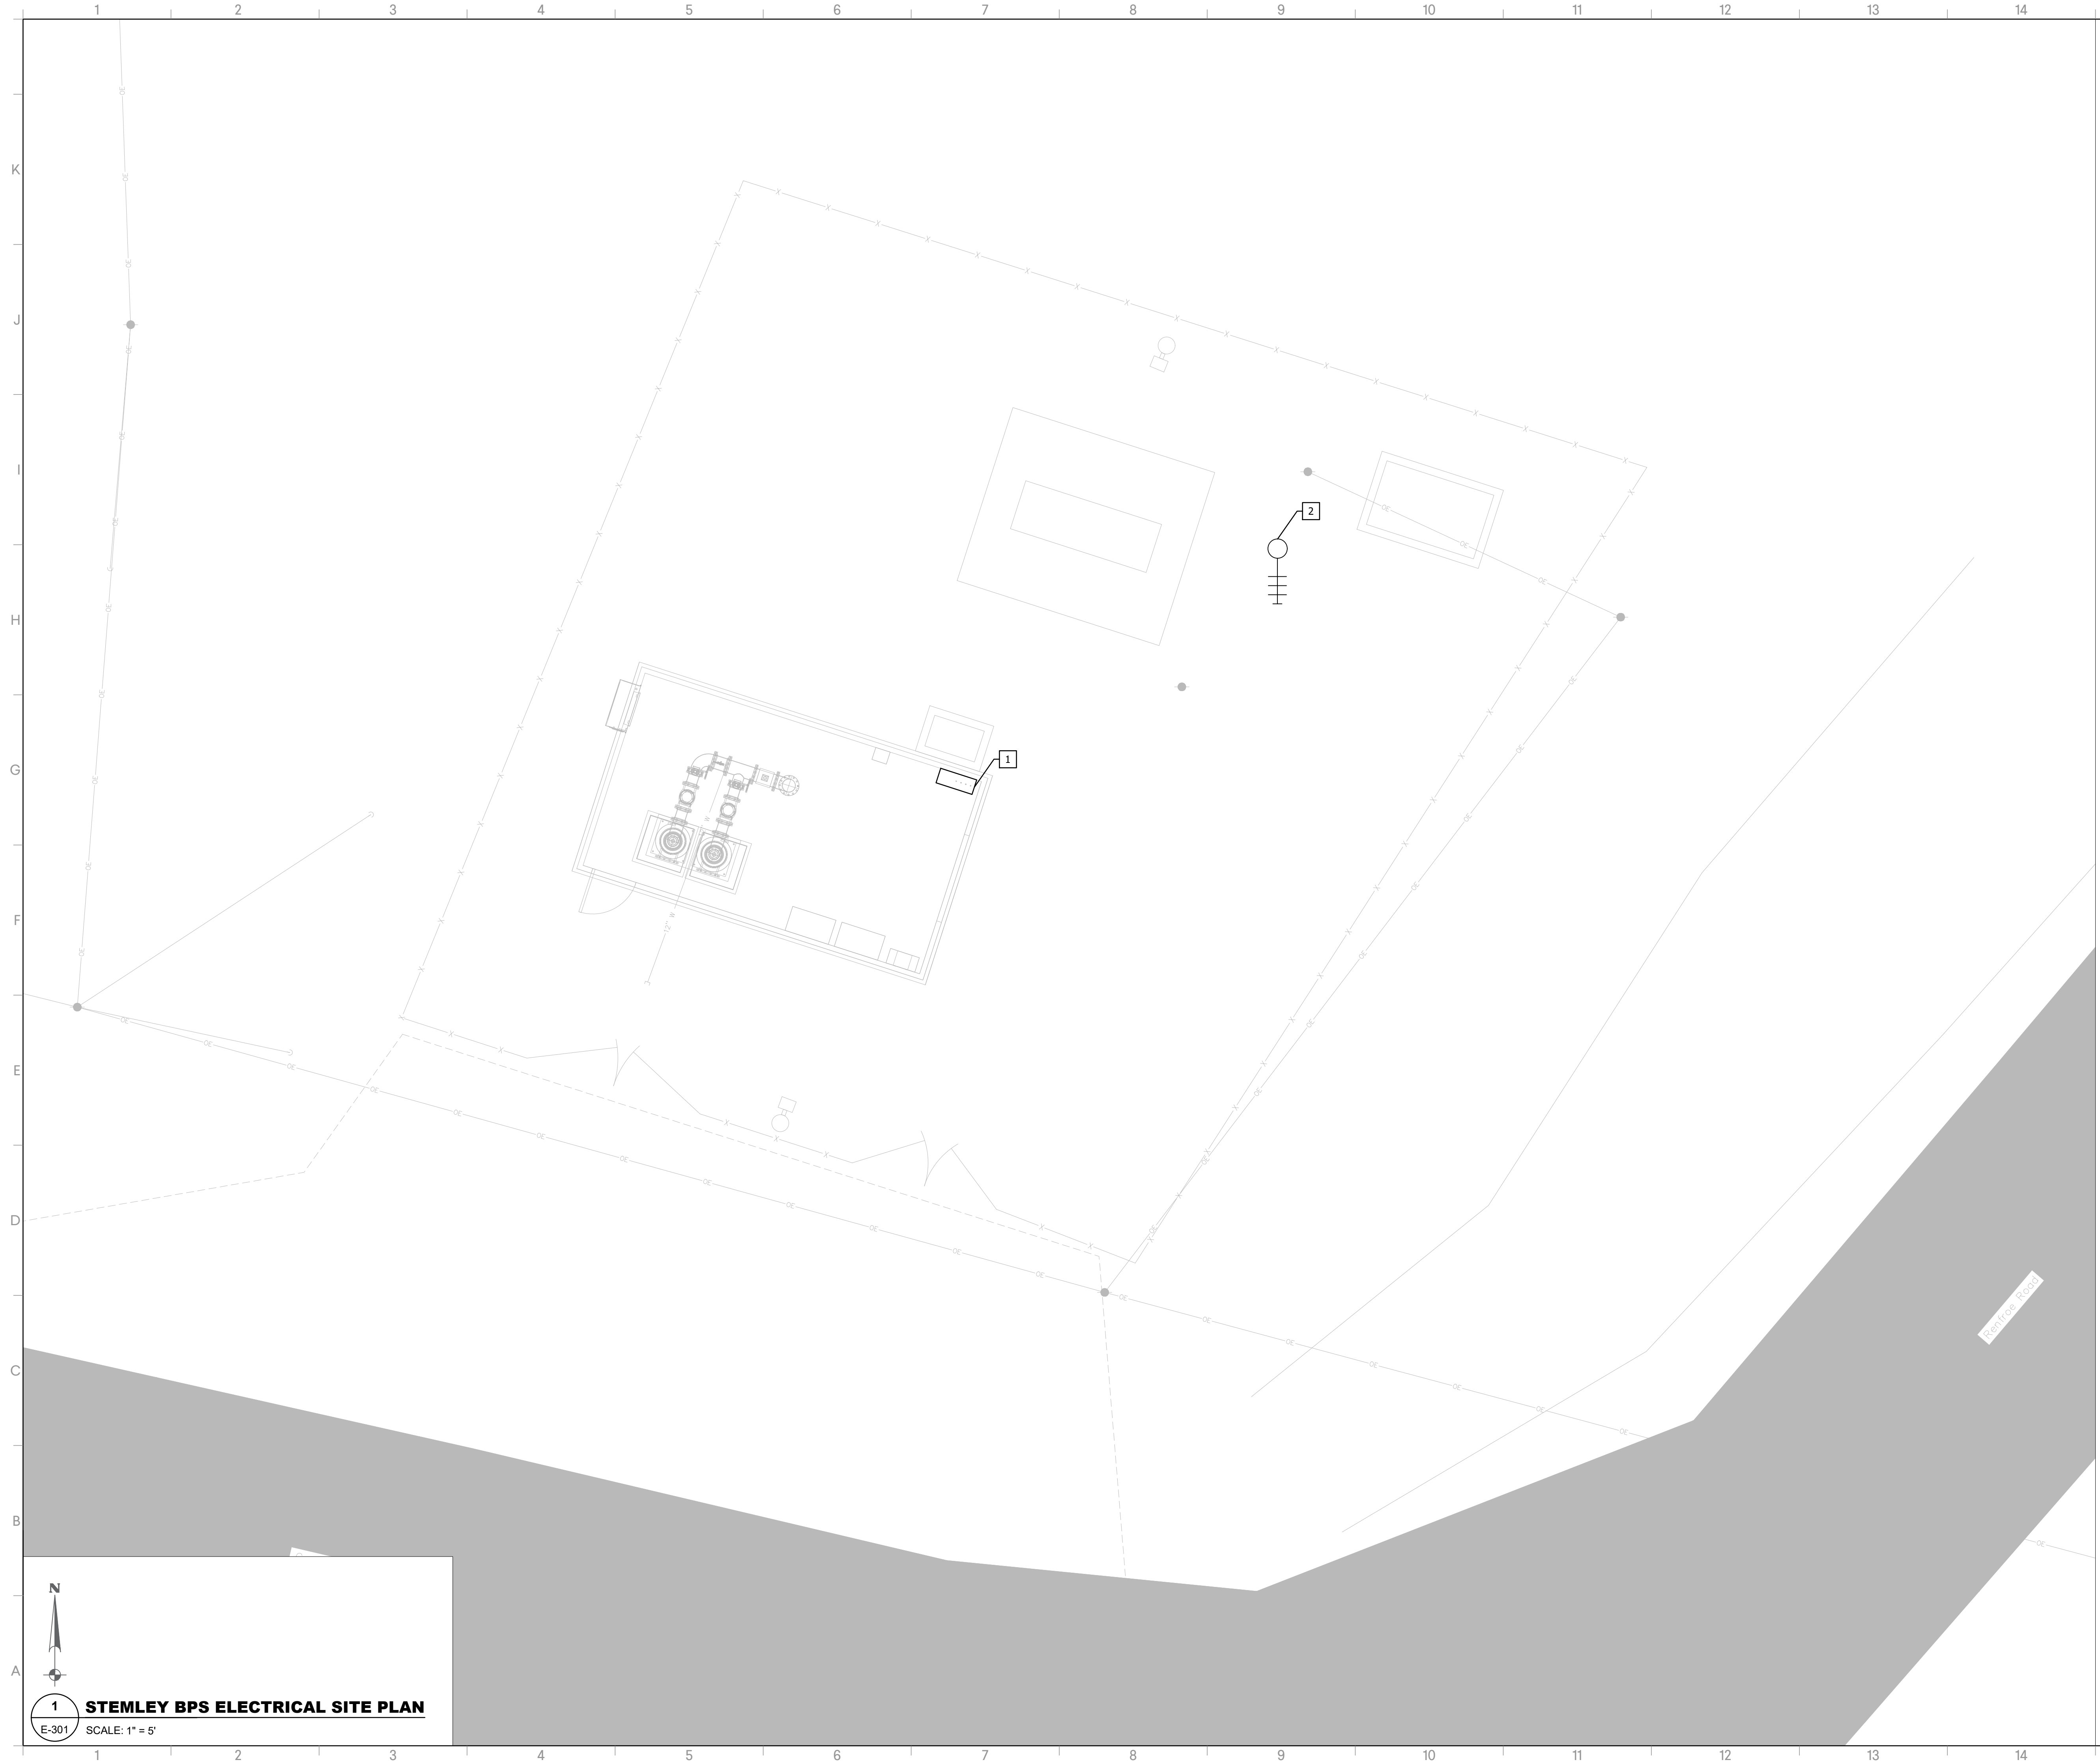 1 2 3 4 5 6 7 8 9 10 11 12 13 14
K
J
I
2
H
G
1
12" W
F
E
D
Renfroe Road
C
B
N
A
1 STEMLEY BPS ELECTRICAL SITE PLAN
E-301 SCALE: 1" = 5'
1 2 3 4 5 6 7 8 9 10 11 12 13 14